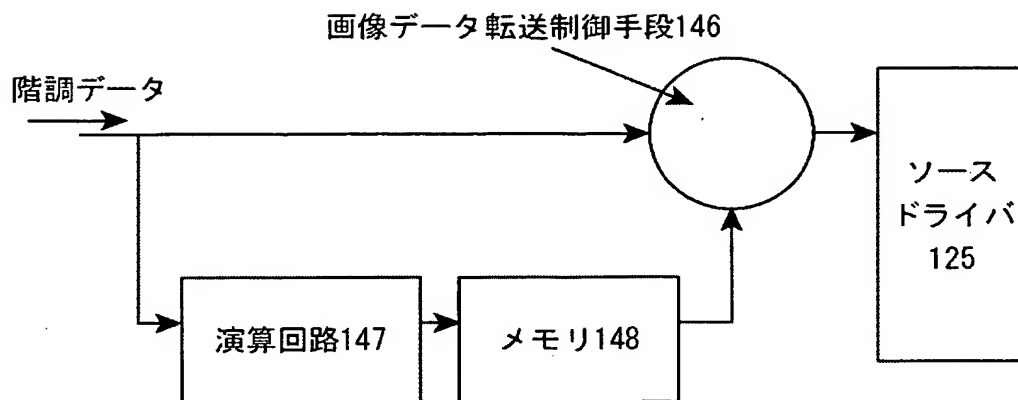 画像データ転送制御手段146
階調データ
ソース
ドライバ
125
演算回路147
メモリ148